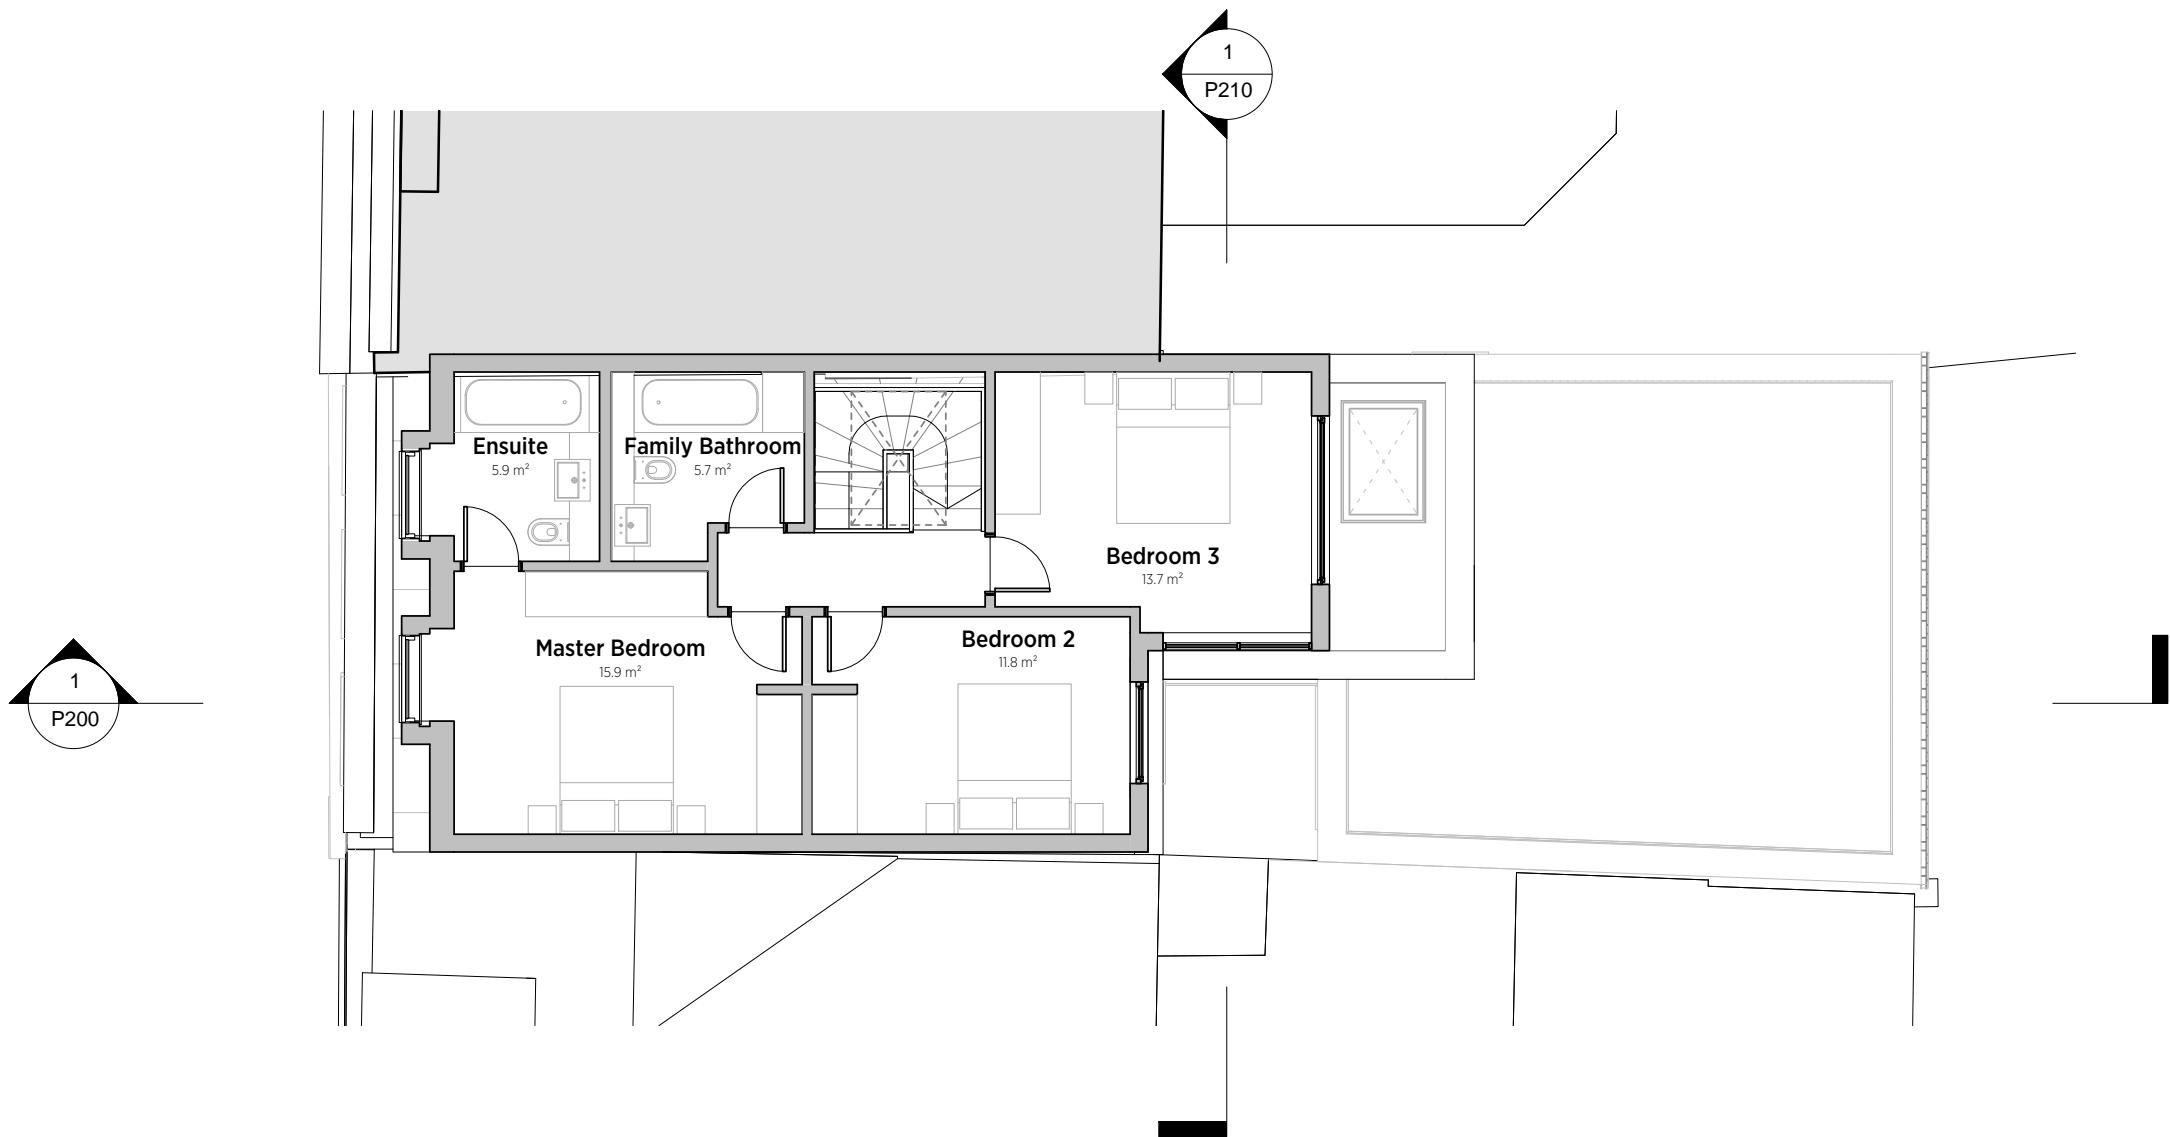 1
P210
Ensuite
5.9 m²
Family Bathroom
5.7 m²
Bedroom 3
13.7 m²
Master Bedroom
15.9 m²
Bedroom 2
11.8 m²
1
P200